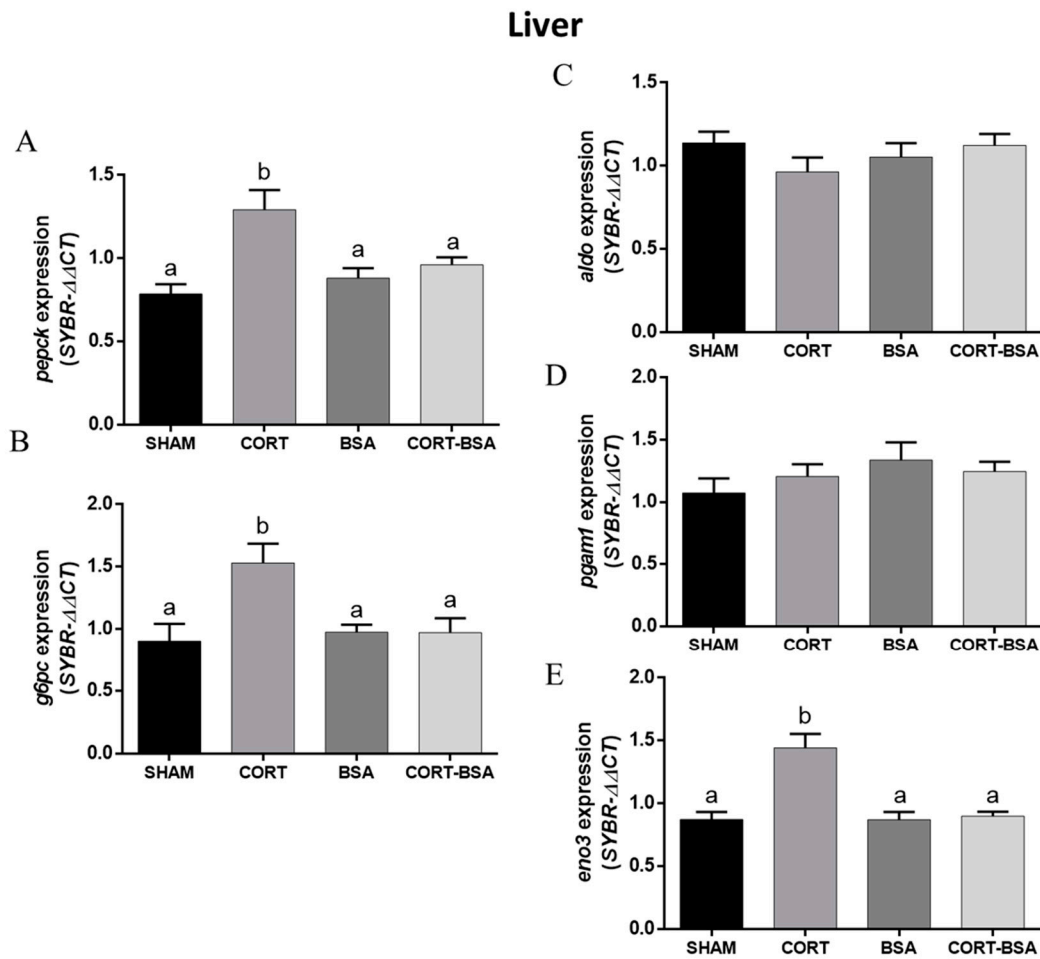 Liver
A
pepck expression
(SYBR-ΔΔCT)
1.5
1.0
0.5
0.0
a
b
a
a
SHAM
CORT
BSA
CORT-BSA
B
g6pc expression
(SYBR-ΔΔCT)
2.0
1.5
1.0
0.5
0.0
a
b
a
a
SHAM
CORT
BSA
CORT-BSA
C
aldo expression
(SYBR-ΔΔCT)
1.5
1.0
0.5
0.0
SHAM
CORT
BSA
CORT-BSA
D
pgam1 expression
(SYBR-ΔΔCT)
2.0
1.5
1.0
0.5
0.0
SHAM
CORT
BSA
CORT-BSA
E
eno3 expression
(SYBR-ΔΔCT)
2.0
1.5
1.0
0.5
0.0
a
b
a
a
SHAM
CORT
BSA
CORT-BSA